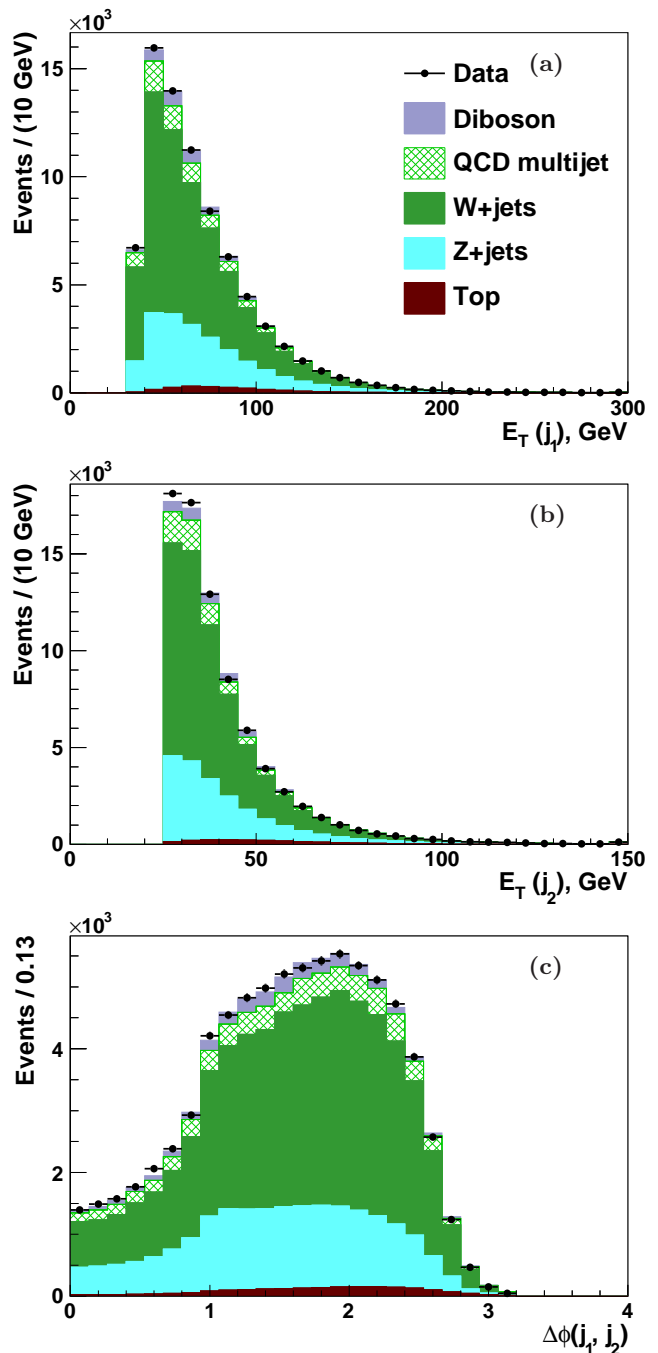 ×10³
Events / (10 GeV)
15
10
5
0
0
100
200
300
E_T (j_1), GeV
(a)
Data
Diboson
QCD multijet
W+jets
Z+jets
Top
×10³
Events / (10 GeV)
15
10
5
0
0
50
100
150
E_T (j_2), GeV
(b)
×10³
Events / 0.13
4
2
0
0
1
2
3
4
Δϕ(j_1, j_2)
(c)